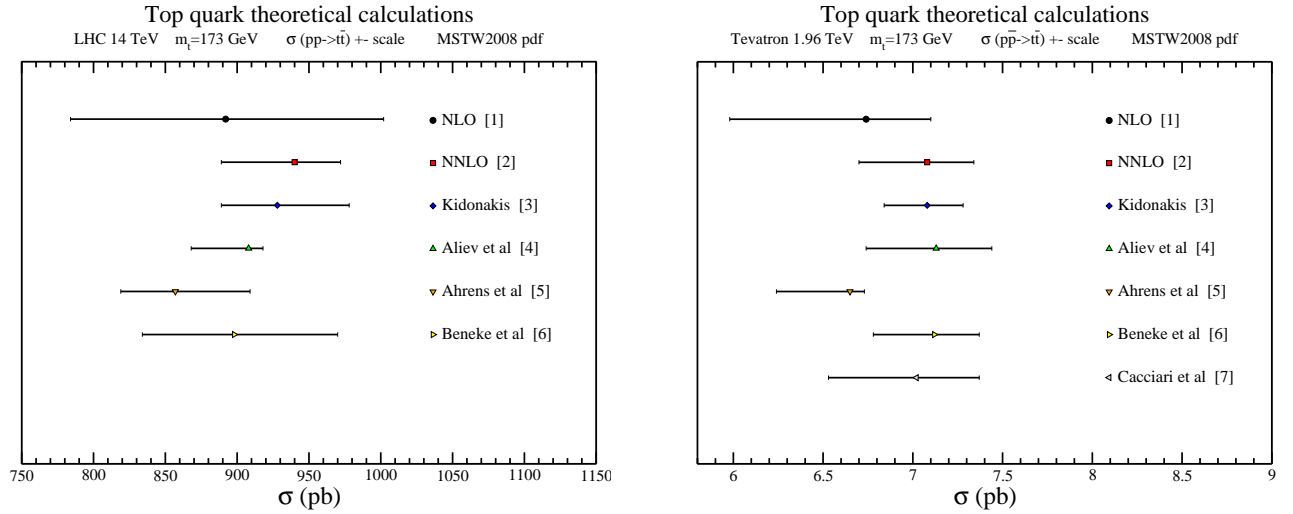 Top quark theoretical calculations
LHC 14 TeV mt=173 GeV σ (pp->tt̄) +- scale MSTW2008 pdf
NLO [1]
NNLO [2]
Kidonakis [3]
Aliev et al [4]
Ahrens et al [5]
Beneke et al [6]
750 800 850 900 950 1000 1050 1100 1150
σ (pb)
Top quark theoretical calculations
Tevatron 1.96 TeV mt=173 GeV σ (pp̄->tt̄) +- scale MSTW2008 pdf
NLO [1]
NNLO [2]
Kidonakis [3]
Aliev et al [4]
Ahrens et al [5]
Beneke et al [6]
Cacciari et al [7]
6 6.5 7 7.5 8 8.5 9
σ (pb)